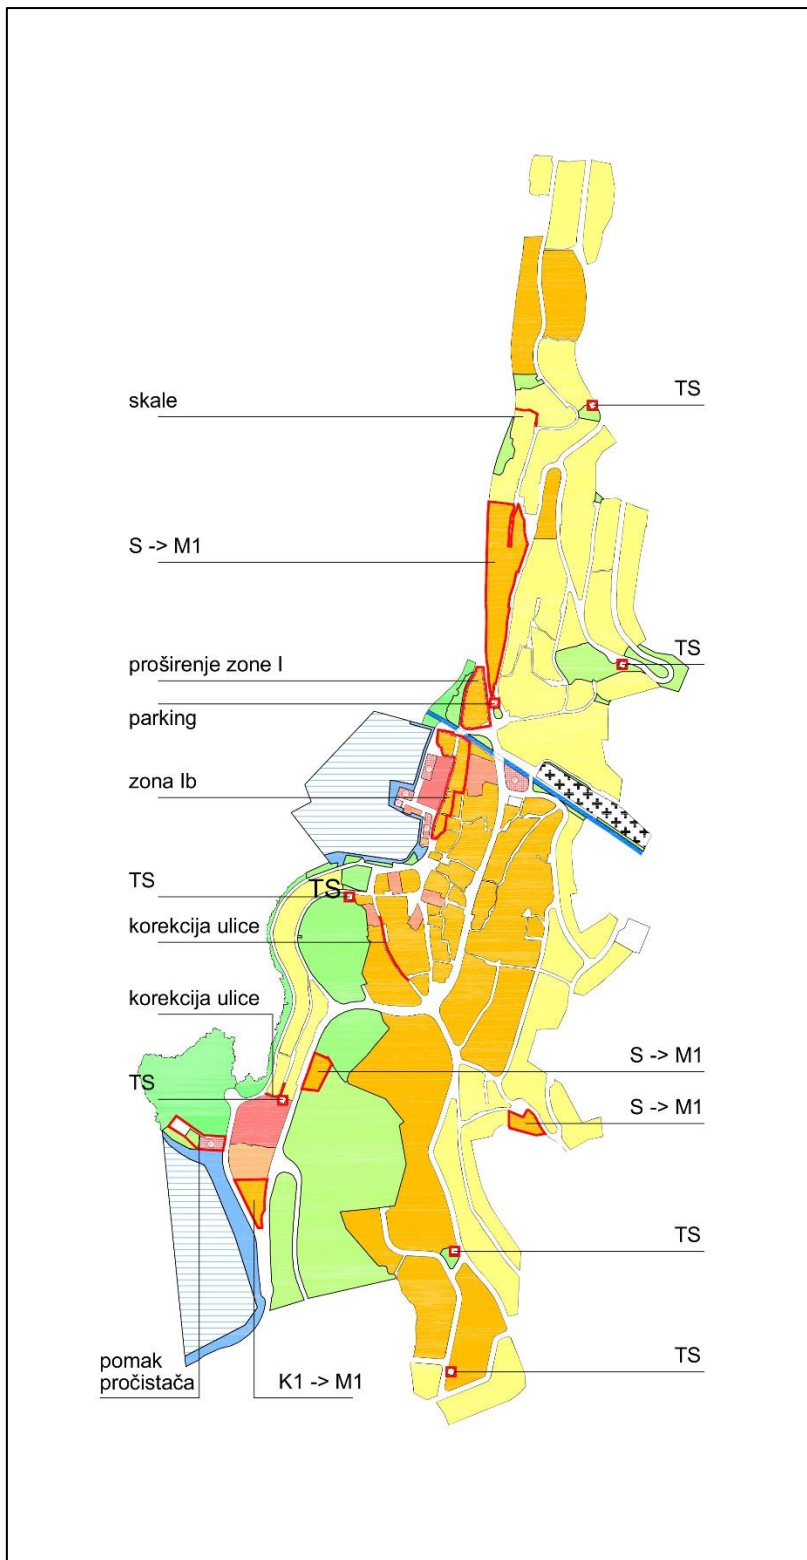 skale
TS
S -> M1
proširenje zone I
TS
parking
zona Ib
TS
TS
korekcija ulice
korekcija ulice
S -> M1
TS
S -> M1
TS
pomak
pročistača
K1 -> M1
TS